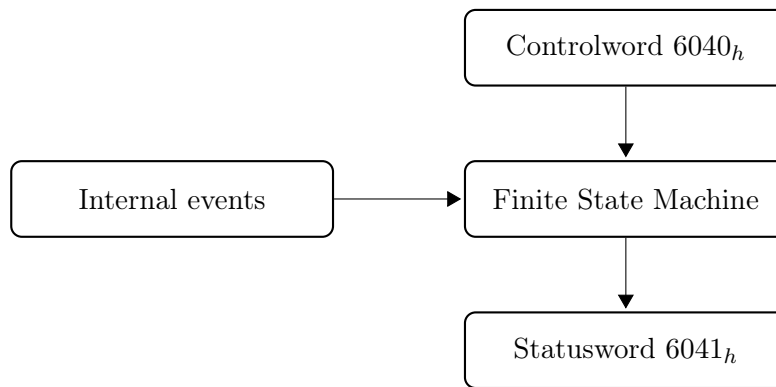 Controlword 6040ₕ
Internal events
Finite State Machine
Statusword 6041ₕ